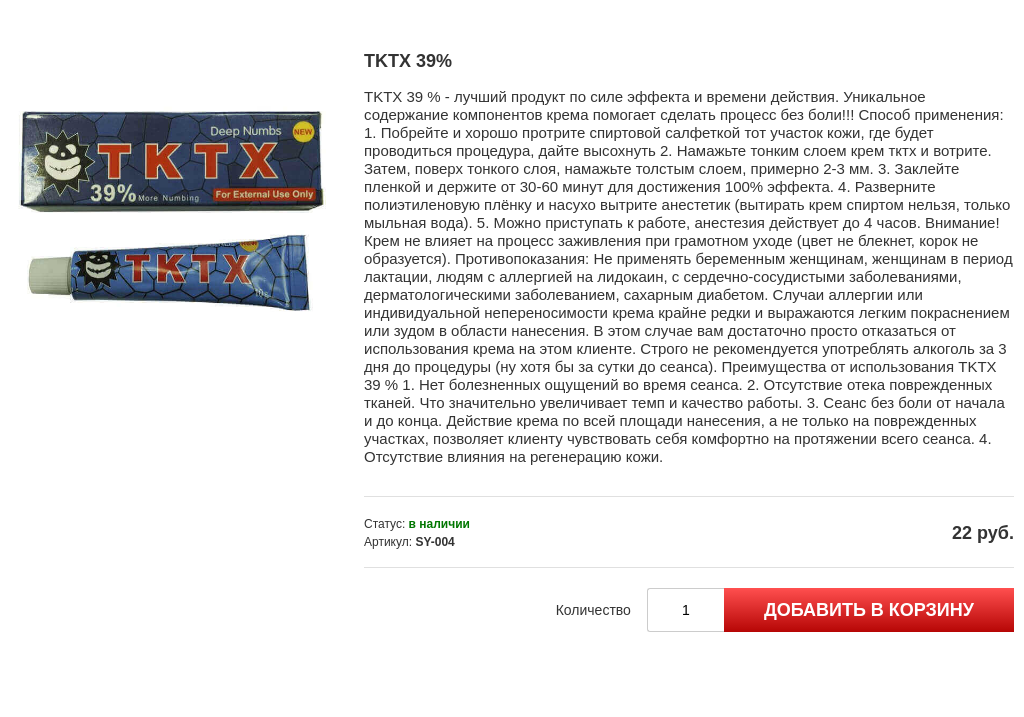 TKTX 39%
TKTX 39 % - лучший продукт по силе эффекта и времени действия. Уникальное
содержание компонентов крема помогает сделать процесс без боли!!! Способ применения:
1. Побрейте и хорошо протрите спиртовой салфеткой тот участок кожи, где будет
проводиться процедура, дайте высохнуть 2. Намажьте тонким слоем крем тктх и вотрите.
Затем, поверх тонкого слоя, намажьте толстым слоем, примерно 2-3 мм. 3. Заклейте
пленкой и держите от 30-60 минут для достижения 100% эффекта. 4. Разверните
полиэтиленовую плёнку и насухо вытрите анестетик (вытирать крем спиртом нельзя, только
мыльная вода). 5. Можно приступать к работе, анестезия действует до 4 часов. Внимание!
Крем не влияет на процесс заживления при грамотном уходе (цвет не блекнет, корок не
образуется). Противопоказания: Не применять беременным женщинам, женщинам в период
лактации, людям с аллергией на лидокаин, с сердечно-сосудистыми заболеваниями,
дерматологическими заболеванием, сахарным диабетом. Случаи аллергии или
индивидуальной непереносимости крема крайне редки и выражаются легким покраснением
или зудом в области нанесения. В этом случае вам достаточно просто отказаться от
использования крема на этом клиенте. Строго не рекомендуется употреблять алкоголь за 3
дня до процедуры (ну хотя бы за сутки до сеанса). Преимущества от использования TKTX
39 % 1. Нет болезненных ощущений во время сеанса. 2. Отсутствие отека поврежденных
тканей. Что значительно увеличивает темп и качество работы. 3. Сеанс без боли от начала
и до конца. Действие крема по всей площади нанесения, а не только на поврежденных
участках, позволяет клиенту чувствовать себя комфортно на протяжении всего сеанса. 4.
Отсутствие влияния на регенерацию кожи.
Deep Numbs NEW
TKTX
39% More Numbing For External Use Only
TKTX
Статус: в наличии
Артикул: SY-004
22 руб.
Количество 1 ДОБАВИТЬ В КОРЗИНУ